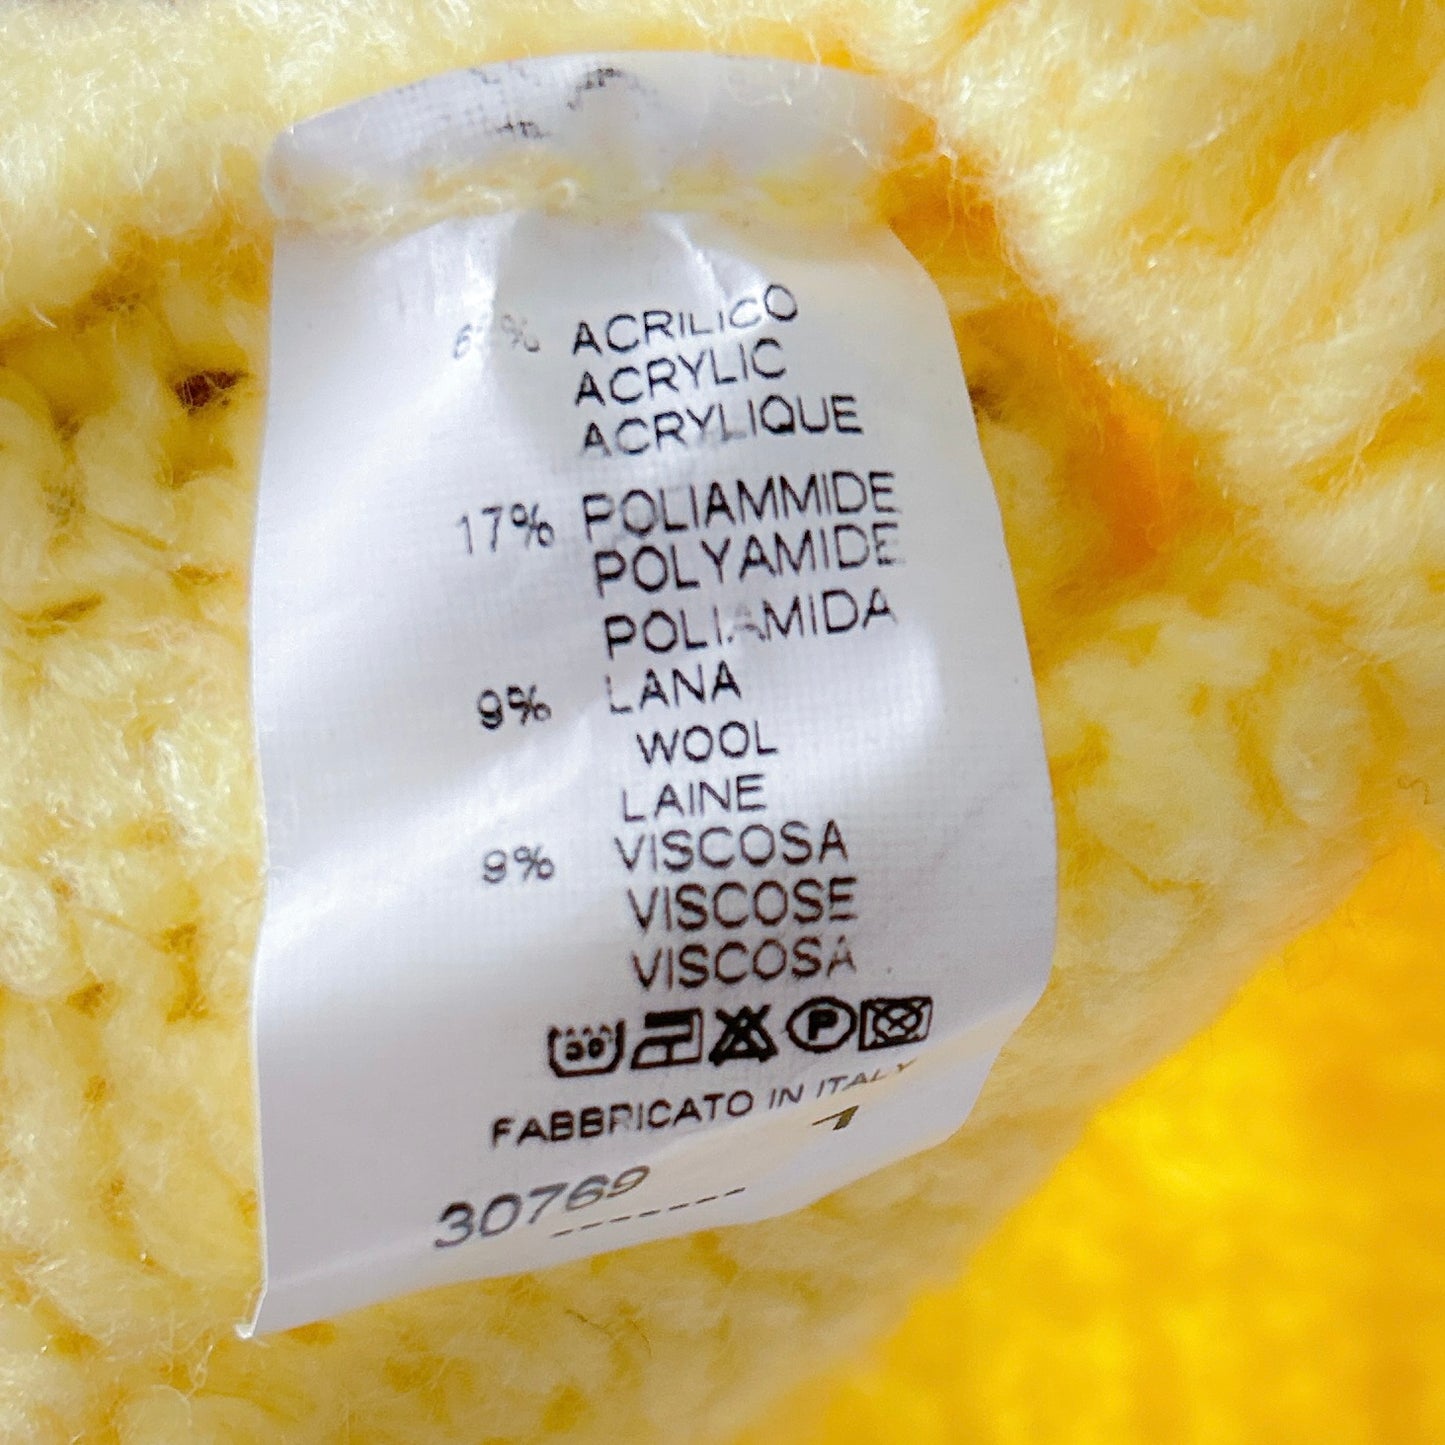 ACRILICO
ACRYLIC
ACRYLIQUE
17% POLIAMMIDE
POLYAMIDE
POLIAMIDA
9% LANA
WOOL
LAINE
9% VISCOSA
VISCOSE
VISCOSA
30 P
FABBRICATO IN ITALY
30769